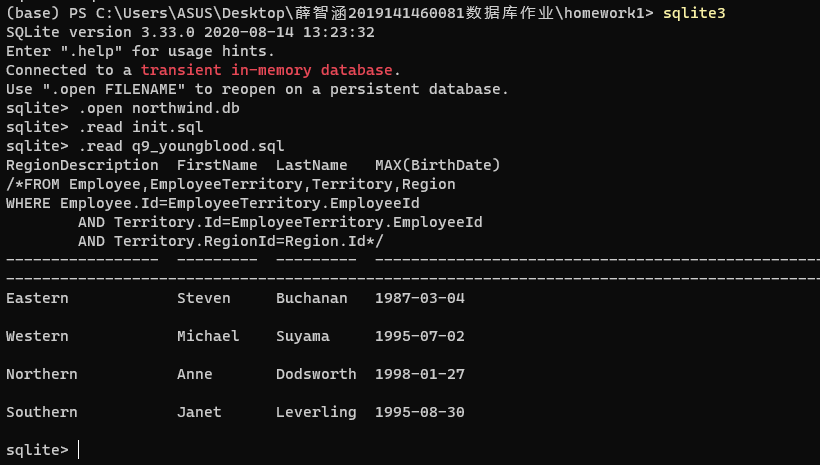 (base) PS C:\Users\ASUS\Desktop\薛智涵2019141460081数据库作业\homework1> sqlite3
SQLite version 3.33.0 2020-08-14 13:23:32
Enter ".help" for usage hints.
Connected to a transient in-memory database.
Use ".open FILENAME" to reopen on a persistent database.
sqlite> .open northwind.db
sqlite> .read init.sql
sqlite> .read q9_youngblood.sql
RegionDescription  FirstName  LastName   MAX(BirthDate)
/*FROM Employee,EmployeeTerritory,Territory,Region
WHERE Employee.Id=EmployeeTerritory.EmployeeId
        AND Territory.Id=EmployeeTerritory.EmployeeId
        AND Territory.RegionId=Region.Id*/
-----------------  ---------  ---------  --------------------------------------------------
-------------------------------------------------------------------------------------------
Eastern            Steven     Buchanan   1987-03-04
Western            Michael    Suyama     1995-07-02
Northern           Anne       Dodsworth  1998-01-27
Southern           Janet      Leverling  1995-08-30
sqlite>